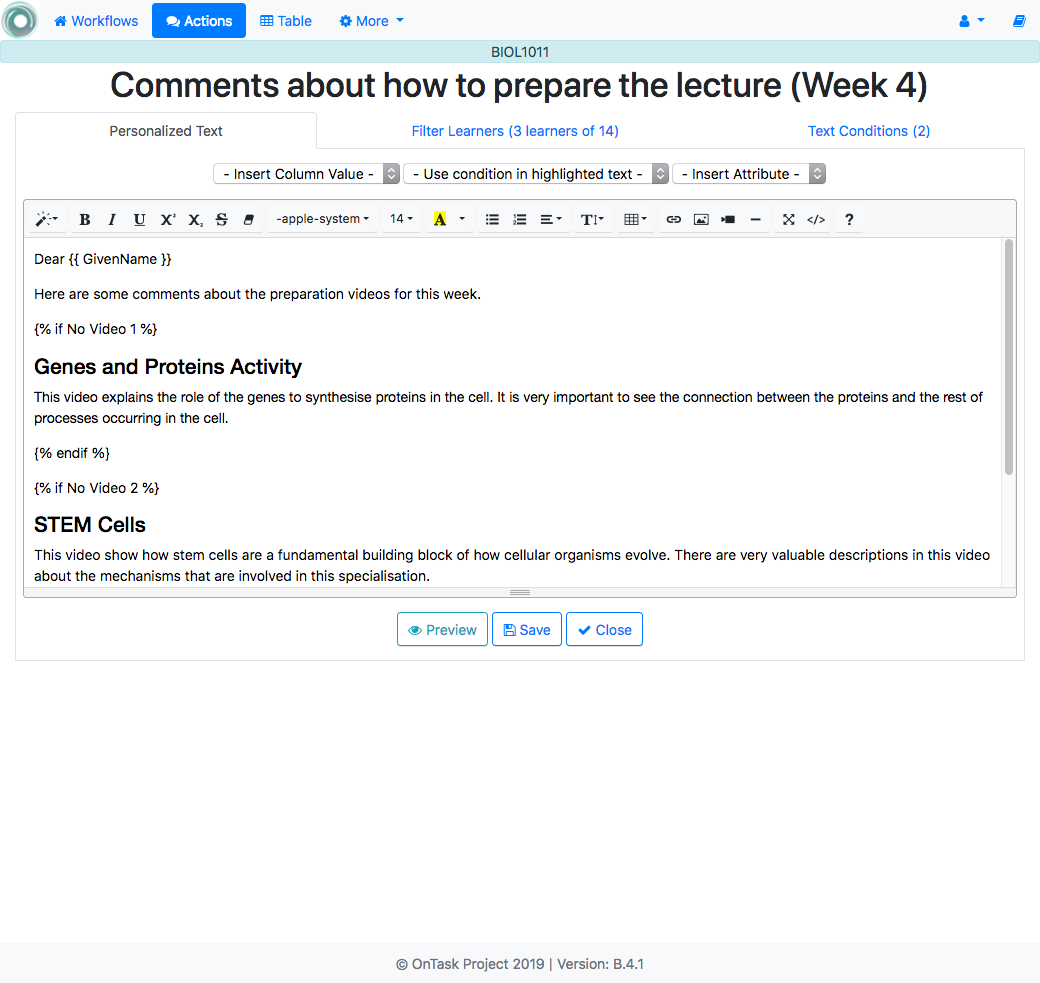 Workflows Actions Table More
BIOL1011
Comments about how to prepare the lecture (Week 4)
Personalized Text Filter Learners (3 learners of 14) Text Conditions (2)
- Insert Column Value - - Use condition in highlighted text - - Insert Attribute -
B I U X² X₂ S -apple-system 14 A T </> ?
Dear {{ GivenName }}
Here are some comments about the preparation videos for this week.
{% if No Video 1 %}
Genes and Proteins Activity
This video explains the role of the genes to synthesise proteins in the cell. It is very important to see the connection between the proteins and the rest of
processes occurring in the cell.
{% endif %}
{% if No Video 2 %}
STEM Cells
This video show how stem cells are a fundamental building block of how cellular organisms evolve. There are very valuable descriptions in this video
about the mechanisms that are involved in this specialisation.
Preview Save Close
© OnTask Project 2019 | Version: B.4.1